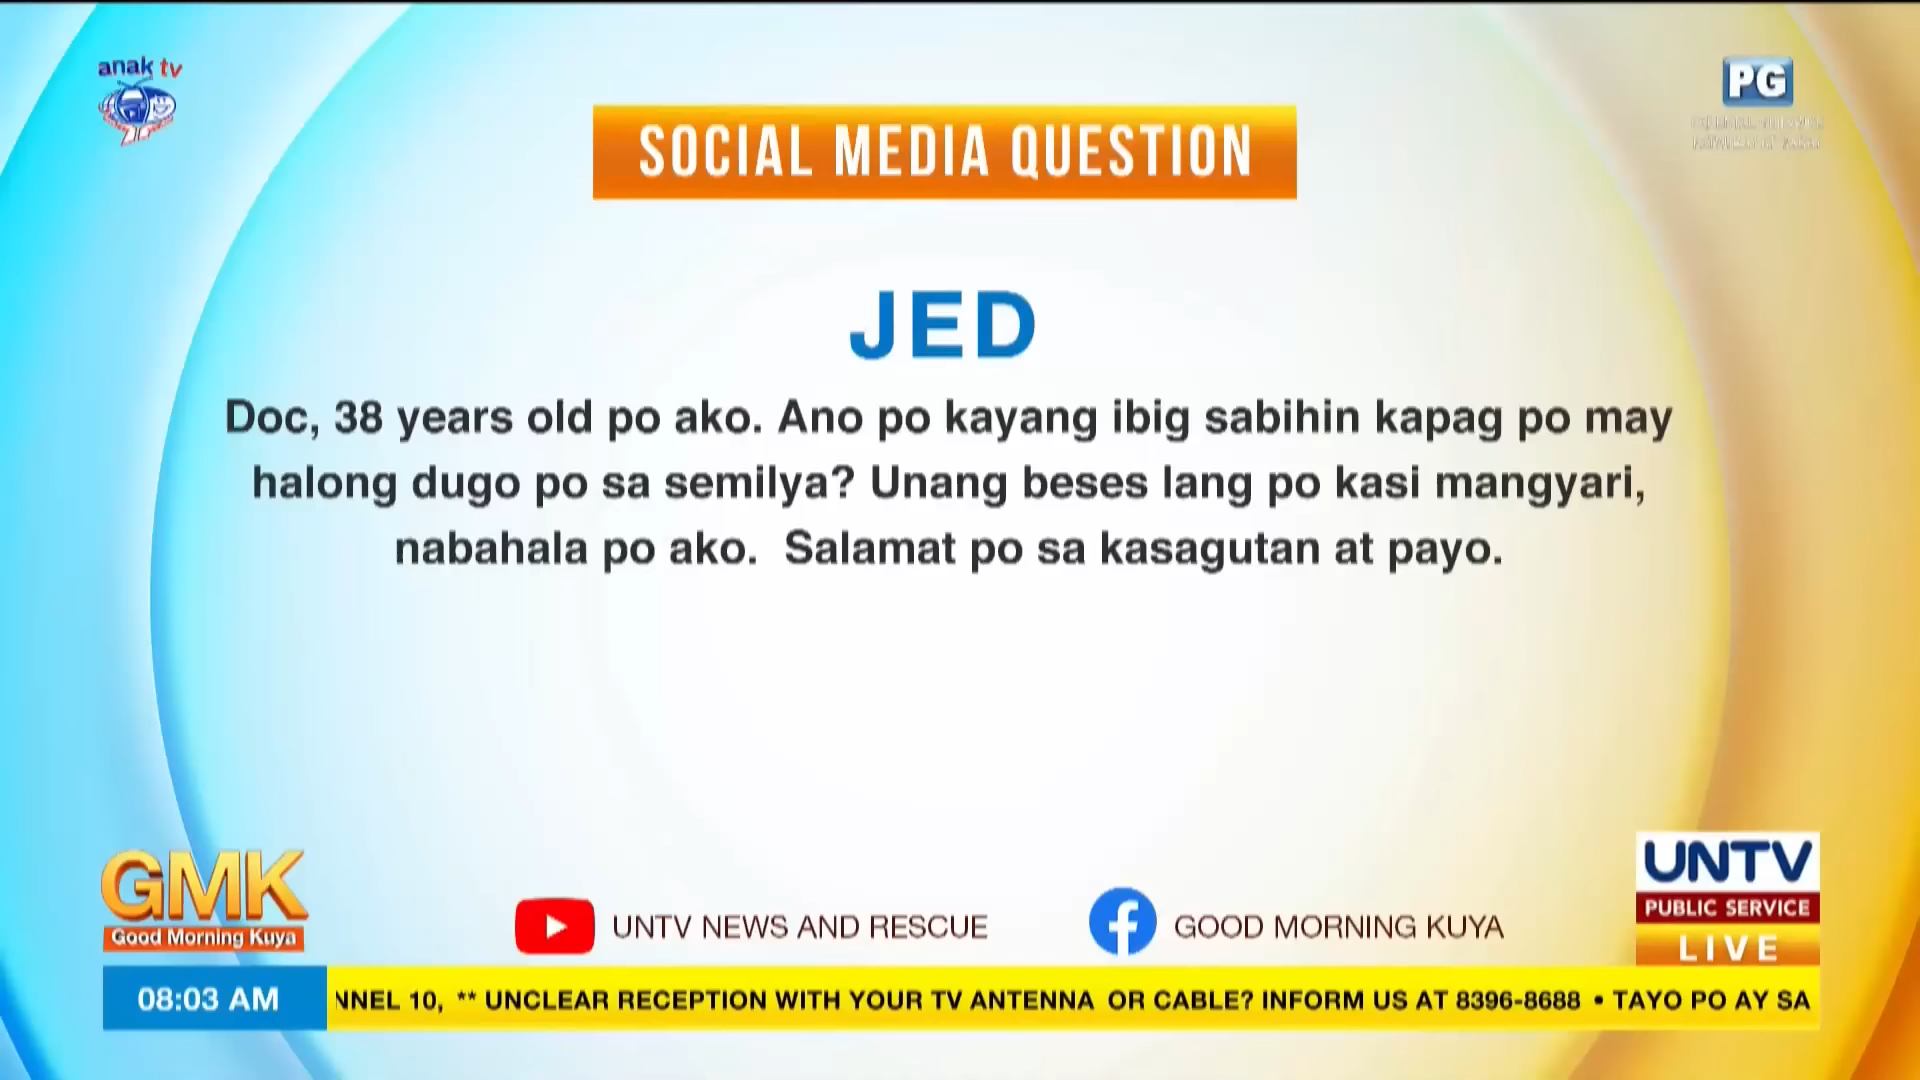 anak tv
PG
SOCIAL MEDIA QUESTION
JED
Doc, 38 years old po ako. Ano po kayang ibig sabihin kapag po may
halong dugo po sa semilya? Unang beses lang po kasi mangyari,
nabahala po ako.  Salamat po sa kasagutan at payo.
GMK
Good Morning Kuya
UNTV NEWS AND RESCUE
GOOD MORNING KUYA
UNTV
PUBLIC SERVICE
LIVE
08:03 AM
NNEL 10, ** UNCLEAR RECEPTION WITH YOUR TV ANTENNA OR CABLE? INFORM US AT 8396-8688 • TAYO PO AY SA